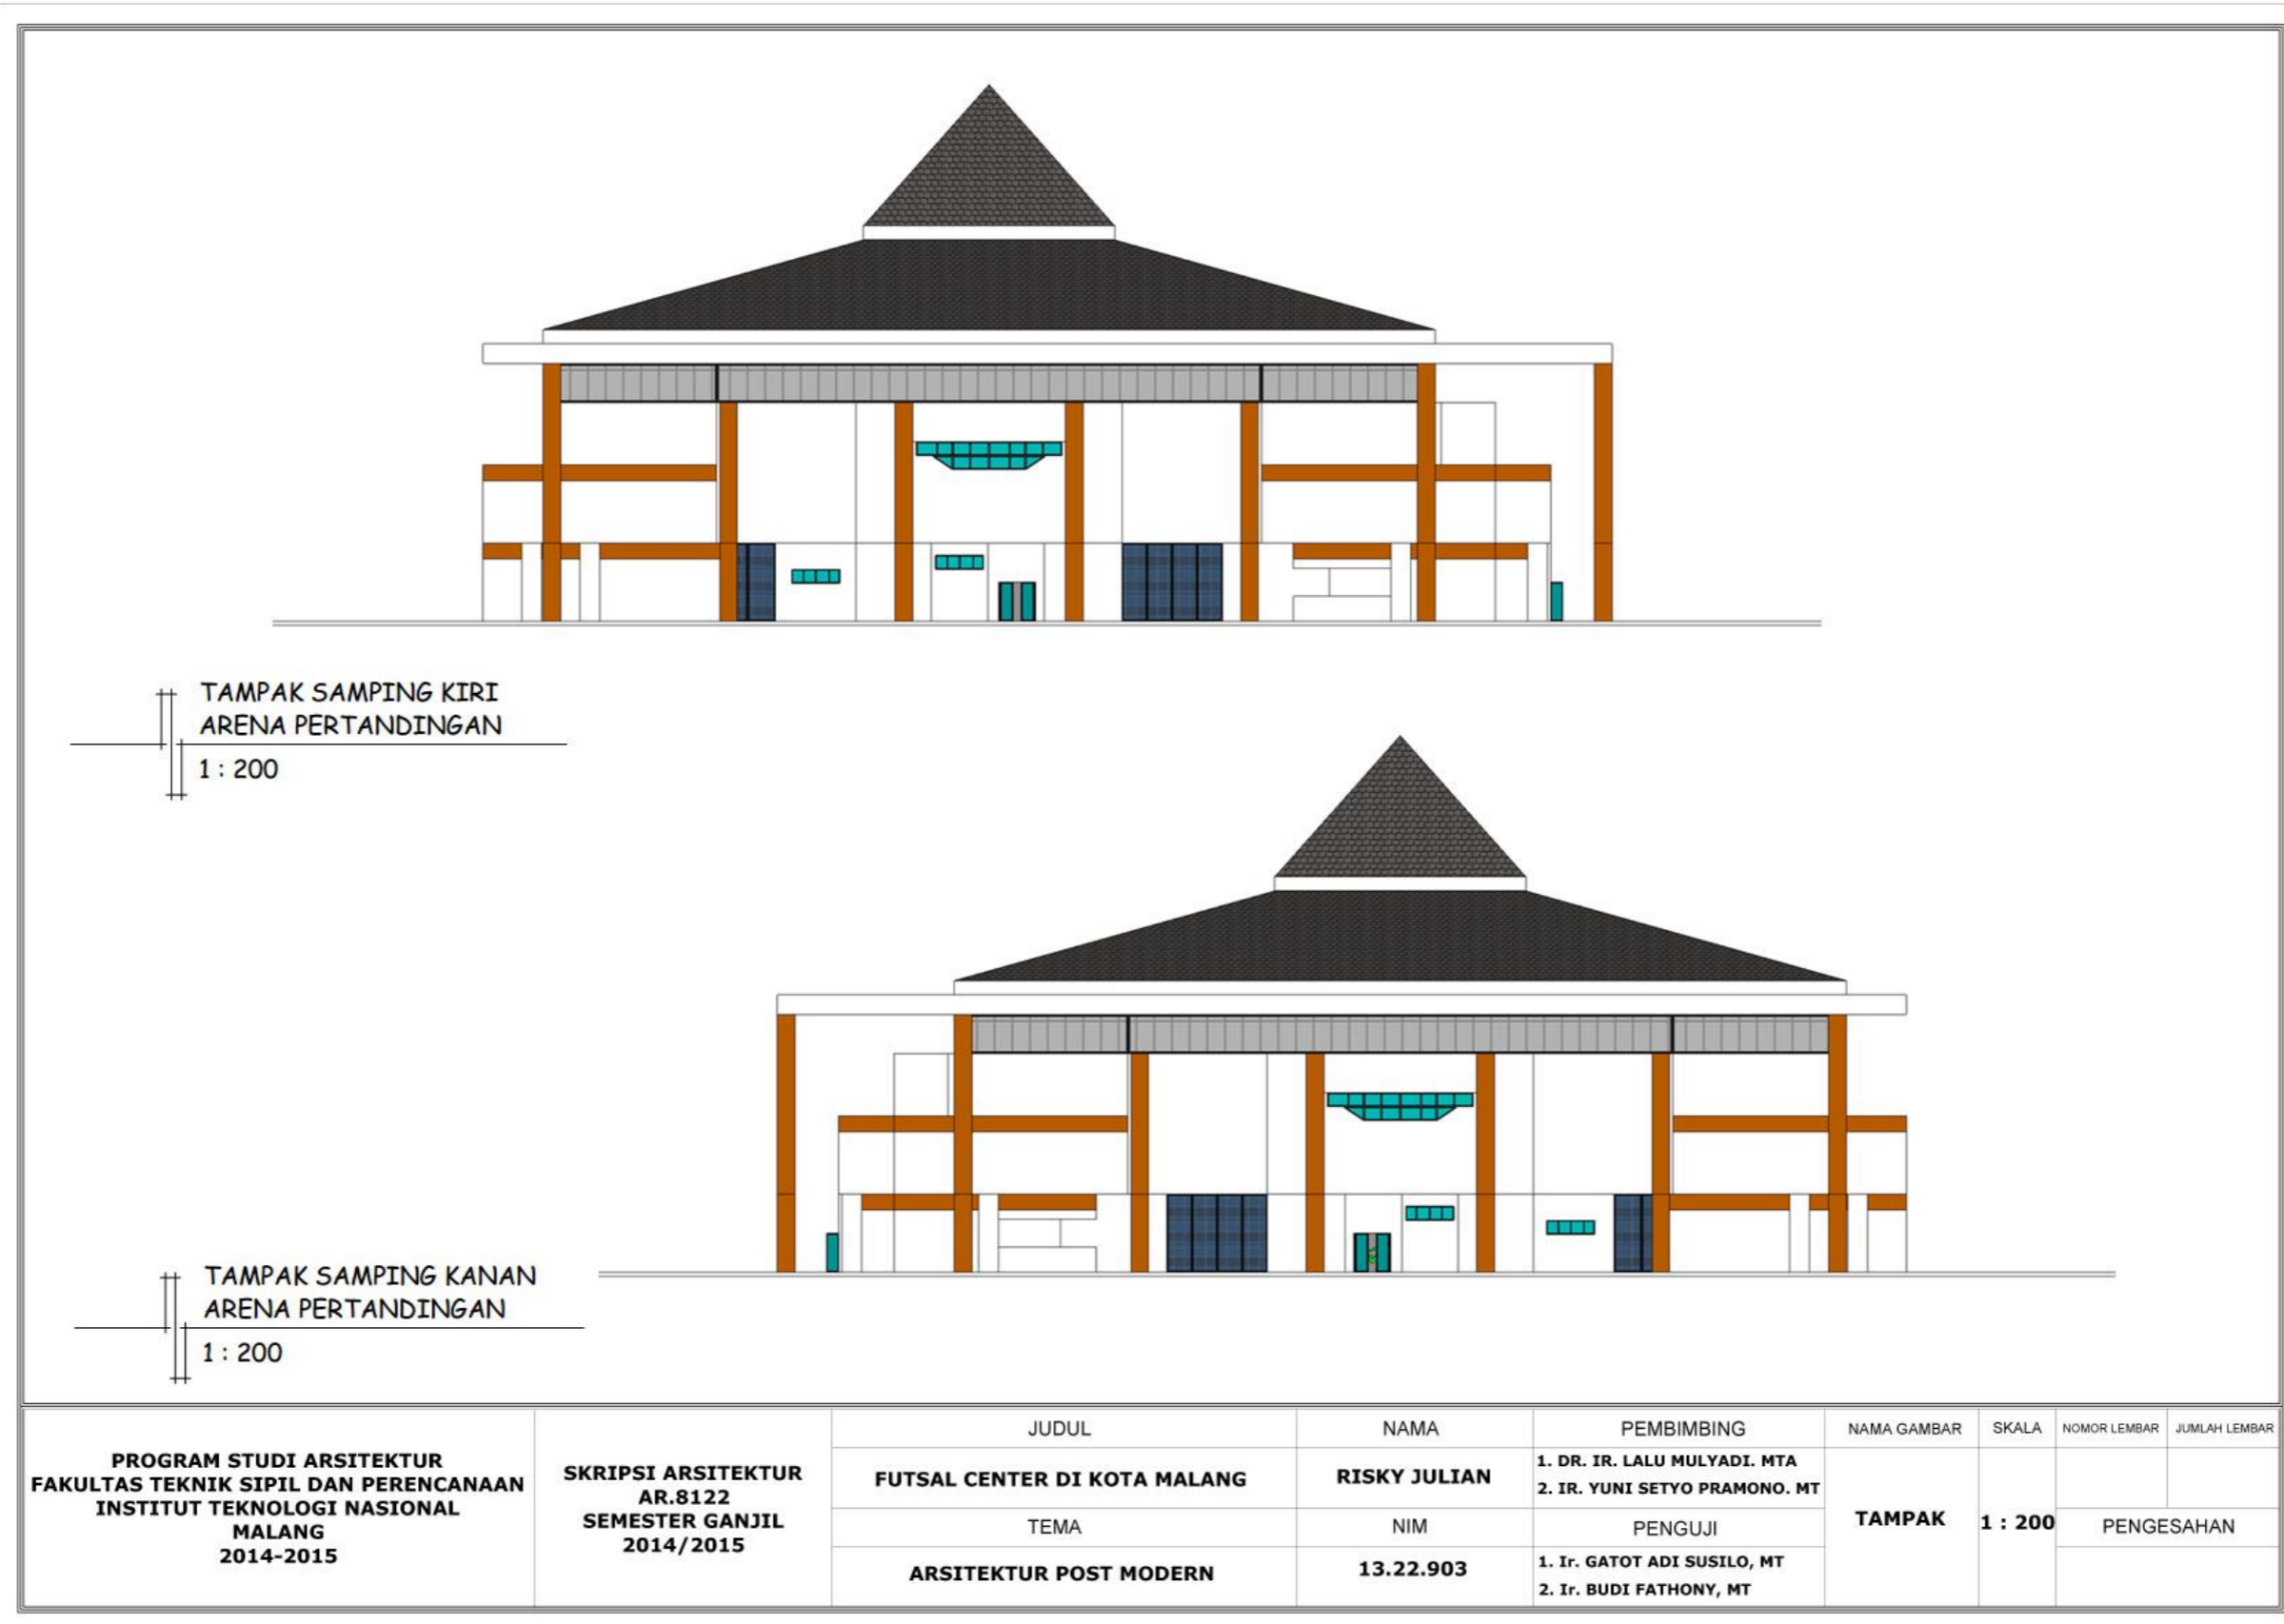 TAMPAK SAMPING KIRI
ARENA PERTANDINGAN
1 : 200
TAMPAK SAMPING KANAN
ARENA PERTANDINGAN
1 : 200
PROGRAM STUDI ARSITEKTUR
FAKULTAS TEKNIK SIPIL DAN PERENCANAAN
INSTITUT TEKNOLOGI NASIONAL
MALANG
2014-2015
SKRIPSI ARSITEKTUR
AR.8122
SEMESTER GANJIL
2014/2015
JUDUL
FUTSAL CENTER DI KOTA MALANG
TEMA
ARSITEKTUR POST MODERN
NAMA
RISKY JULIAN
NIM
13.22.903
PEMBIMBING
1. DR. IR. LALU MULYADI. MTA
2. IR. YUNI SETYO PRAMONO. MT
PENGUJI
1. Ir. GATOT ADI SUSILO, MT
2. Ir. BUDI FATHONY, MT
NAMA GAMBAR
TAMPAK
SKALA
1 : 200
NOMOR LEMBAR
JUMLAH LEMBAR
PENGESAHAN